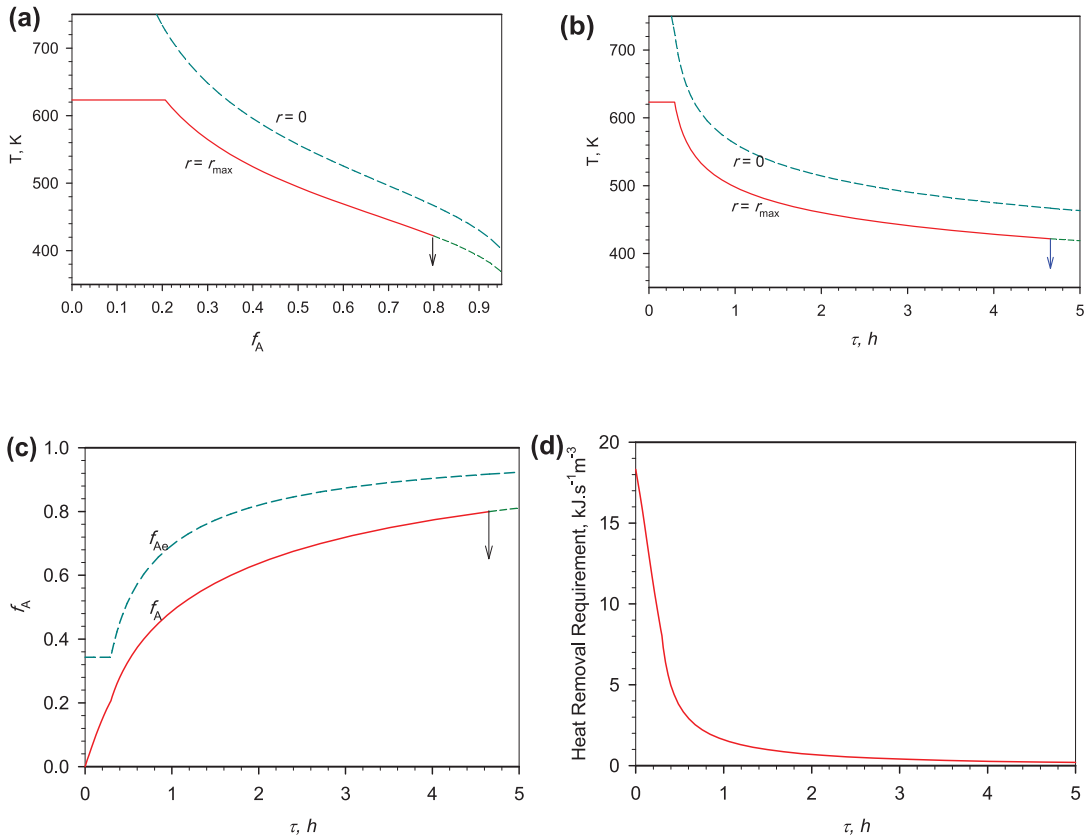 (a)
T, K
700
600
500
400
r = 0
r = r_max
0.0 0.1 0.2 0.3 0.4 0.5 0.6 0.7 0.8 0.9
f_A
(b)
T, K
700
600
500
400
r = 0
r = r_max
0 1 2 3 4 5
τ, h
(c)
f_A
1.0
0.8
0.6
0.4
0.2
0.0
f_Ae
f_A
0 1 2 3 4 5
τ, h
(d)
Heat Removal Requirement, kJ.s⁻¹m⁻³
20
15
10
5
0
0 1 2 3 4 5
τ, h